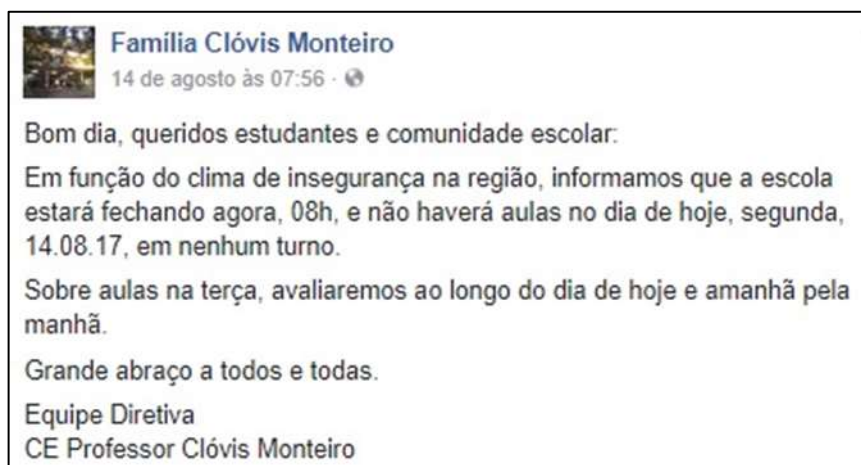 Família Clóvis Monteiro
14 de agosto às 07:56 ·
Bom dia, queridos estudantes e comunidade escolar:
Em função do clima de insegurança na região, informamos que a escola
estará fechando agora, 08h, e não haverá aulas no dia de hoje, segunda,
14.08.17, em nenhum turno.
Sobre aulas na terça, avaliaremos ao longo do dia de hoje e amanhã pela
manhã.
Grande abraço a todos e todas.
Equipe Diretiva
CE Professor Clóvis Monteiro